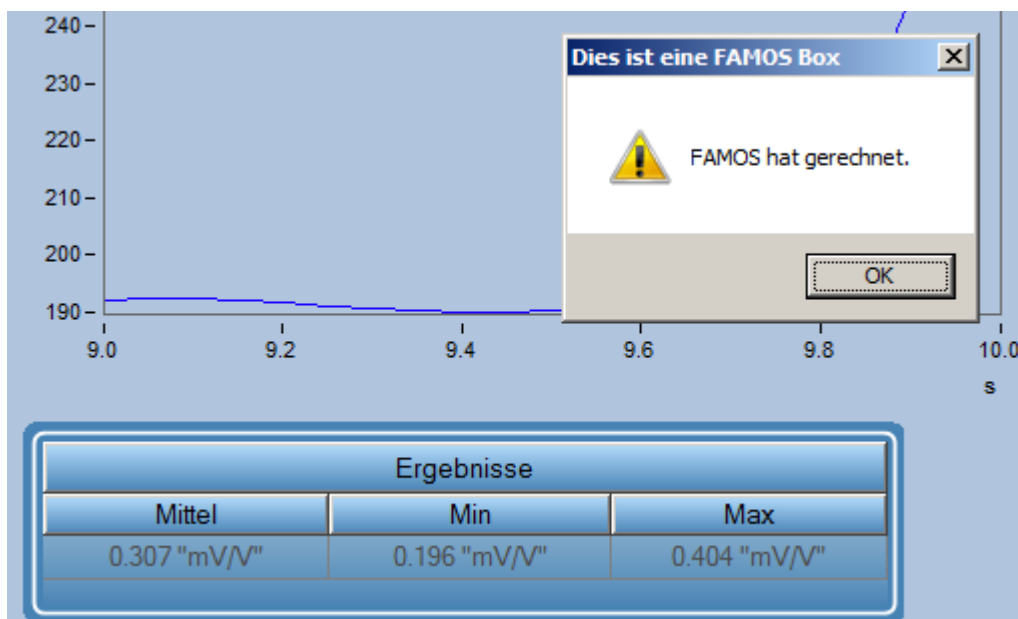 240
Dies ist eine FAMOS Box
230
220
FAMOS hat gerechnet.
210
200
OK
190
9.0 9.2 9.4 9.6 9.8 10.0
s
Ergebnisse
Mittel Min Max
0.307 "mV/V" 0.196 "mV/V" 0.404 "mV/V"